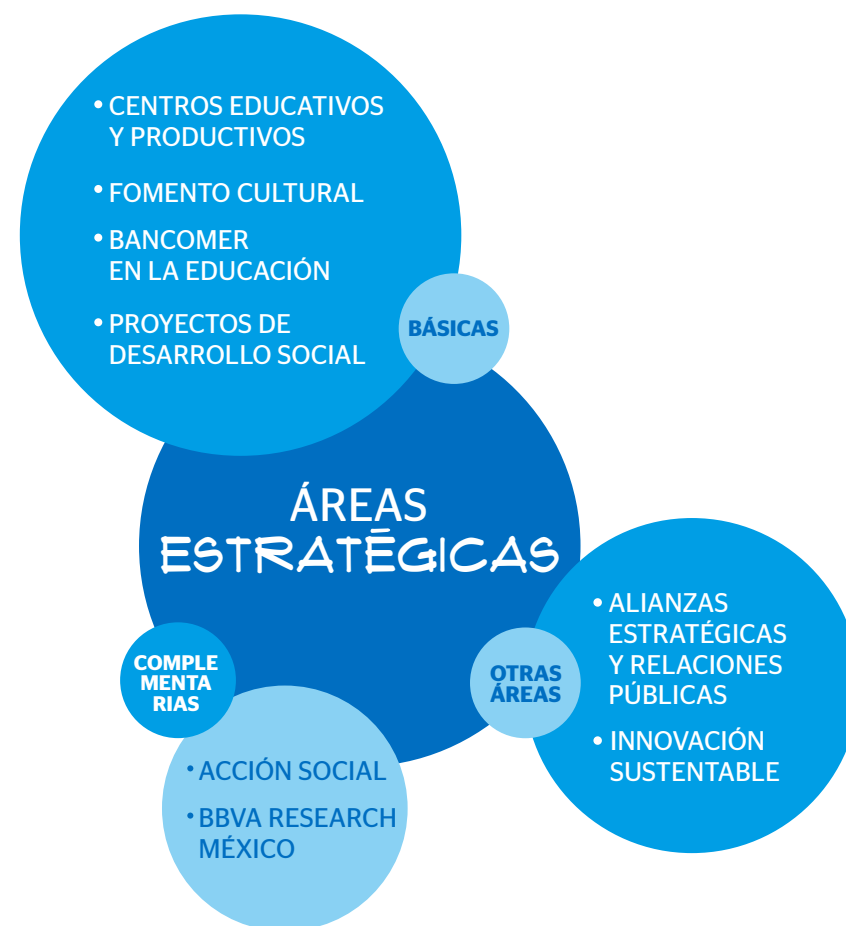 • CENTROS EDUCATIVOS
Y PRODUCTIVOS
• FOMENTO CULTURAL
• BANCOMER
EN LA EDUCACIÓN
• PROYECTOS DE
DESARROLLO SOCIAL
BÁSICAS
ÁREAS
ESTRATÉGICAS
• ALIANZAS
ESTRATÉGICAS
Y RELACIONES
PÚBLICAS
• INNOVACIÓN
SUSTENTABLE
OTRAS
ÁREAS
COMPLE
MENTA
RIAS
• ACCIÓN SOCIAL
• BBVA RESEARCH
MÉXICO